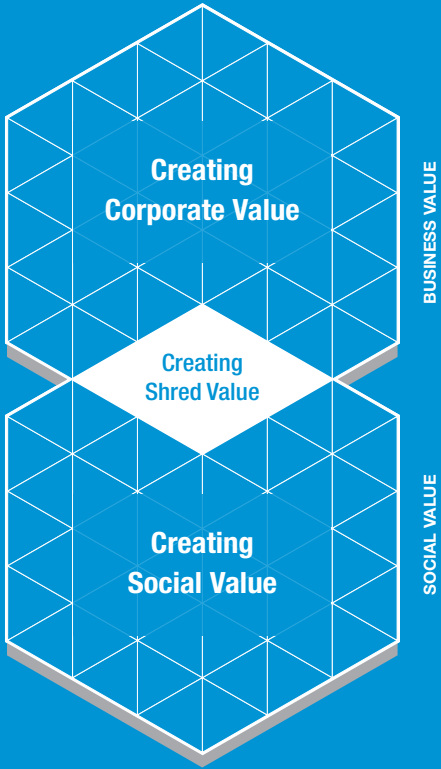 Creating
Corporate Value
BUSINESS VALUE
Creating
Shred Value
Creating
Social Value
SOCIAL VALUE